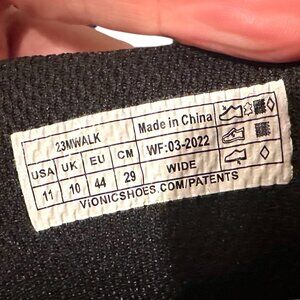 23MWALK
Made in China
USA UK EU CM
WF:03-2022
11 10 44 29
WIDE
VIONICSHOES.COM/PATENTS